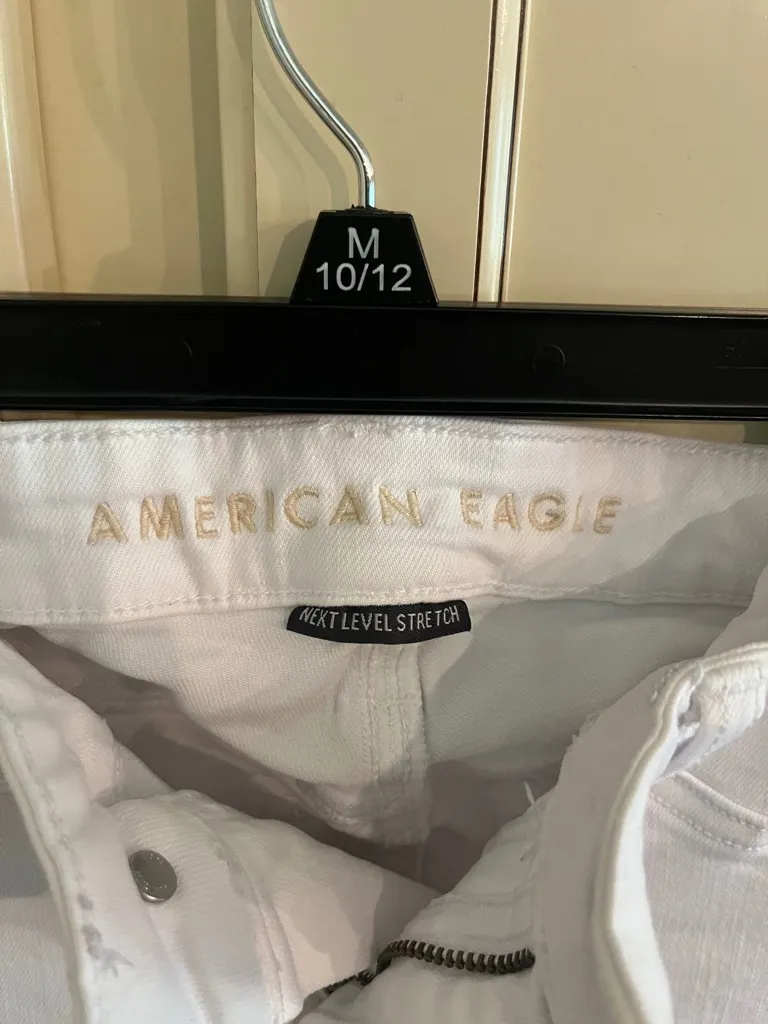 M
10/12
AMERICAN EAGLE
NEXT LEVEL STRETCH